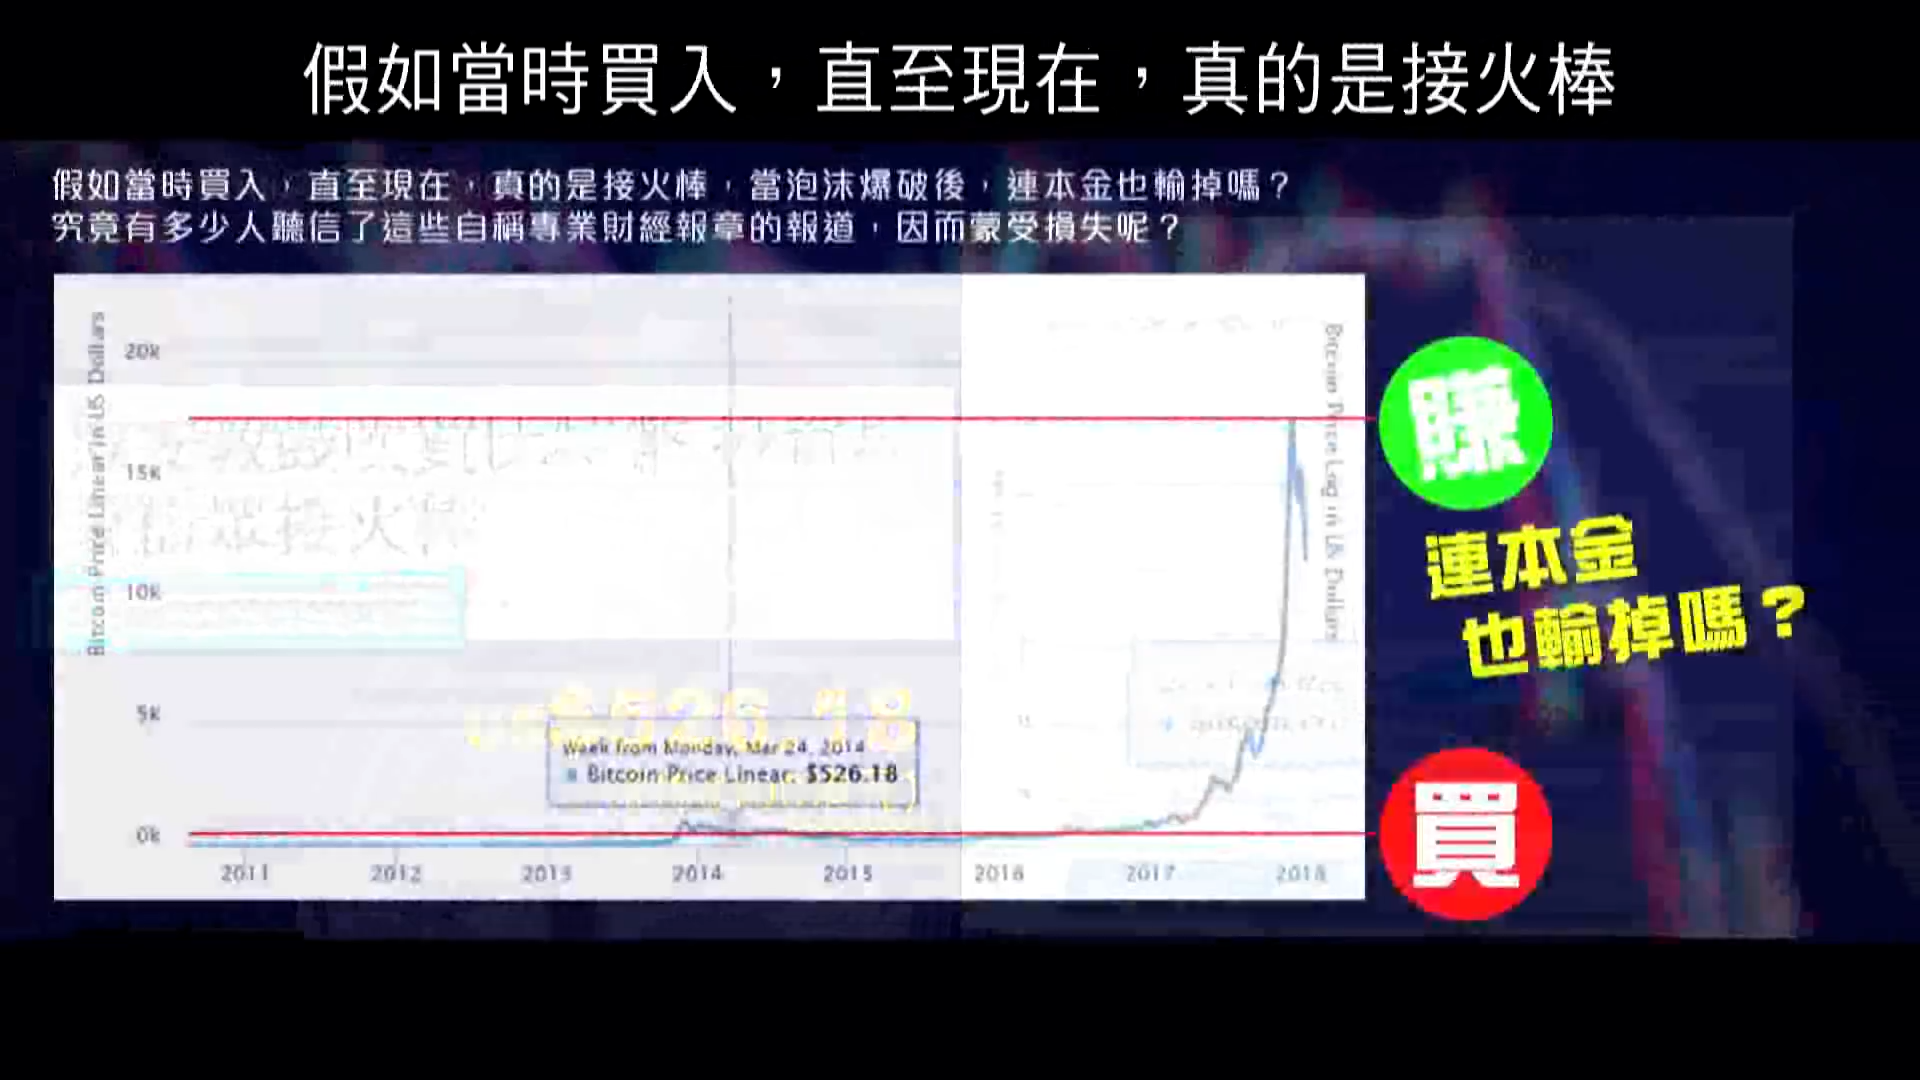 假如當時買入，直至現在，真的是接火棒
假如當時買入，直至現在，真的是接火棒，當泡沫爆破後，連本金也輸掉嗎？
究竟有多少人聽信了這些自稱專業財經報章的報道，因而蒙受損失呢？
Bitcoin Price Linear in US Dollars
20k
15k
10k
5k
0k
Week from Monday, Mar 24, 2014
Bitcoin Price Linear: $526.18
2011
2012
2013
2014
2015
2016
2017
2018
Bitcoin Price Log in US Dollars
賺
連本金
也輸掉嗎？
買